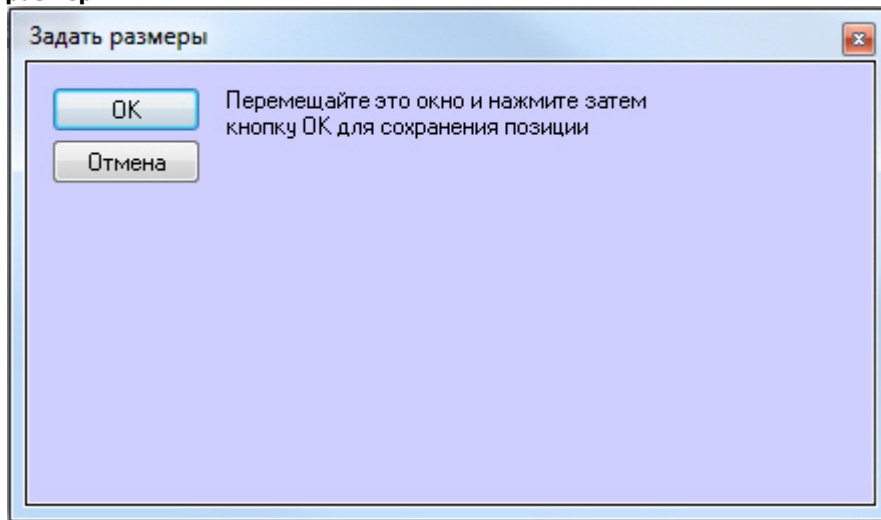 Задать размеры
OK
Перемещайте это окно и нажмите затем
кнопку OK для сохранения позиции
Отмена